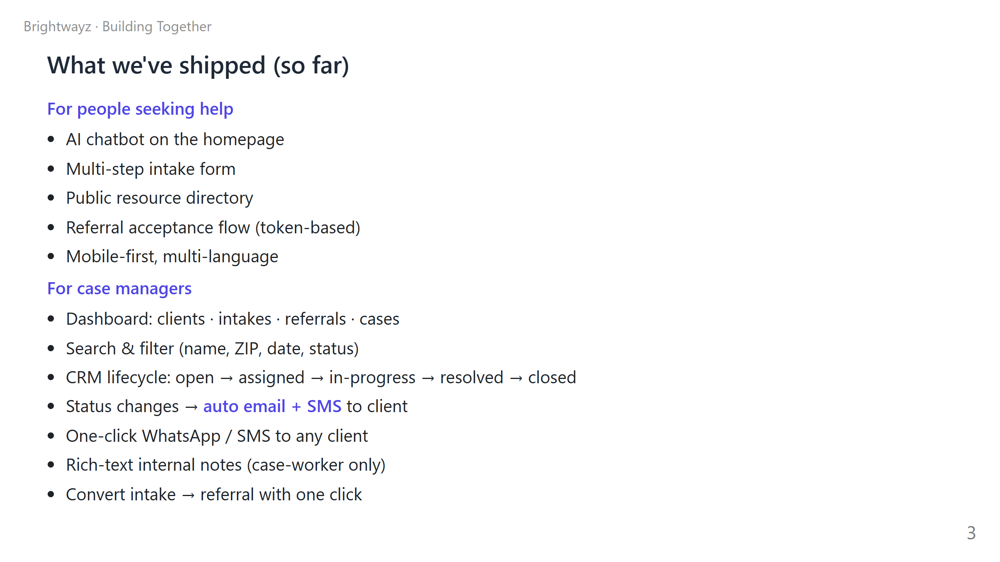 Brightwayz · Building Together
What we've shipped (so far)
For people seeking help
• AI chatbot on the homepage
• Multi-step intake form
• Public resource directory
• Referral acceptance flow (token-based)
• Mobile-first, multi-language
For case managers
• Dashboard: clients · intakes · referrals · cases
• Search & filter (name, ZIP, date, status)
• CRM lifecycle: open → assigned → in-progress → resolved → closed
• Status changes → auto email + SMS to client
• One-click WhatsApp / SMS to any client
• Rich-text internal notes (case-worker only)
• Convert intake → referral with one click
3